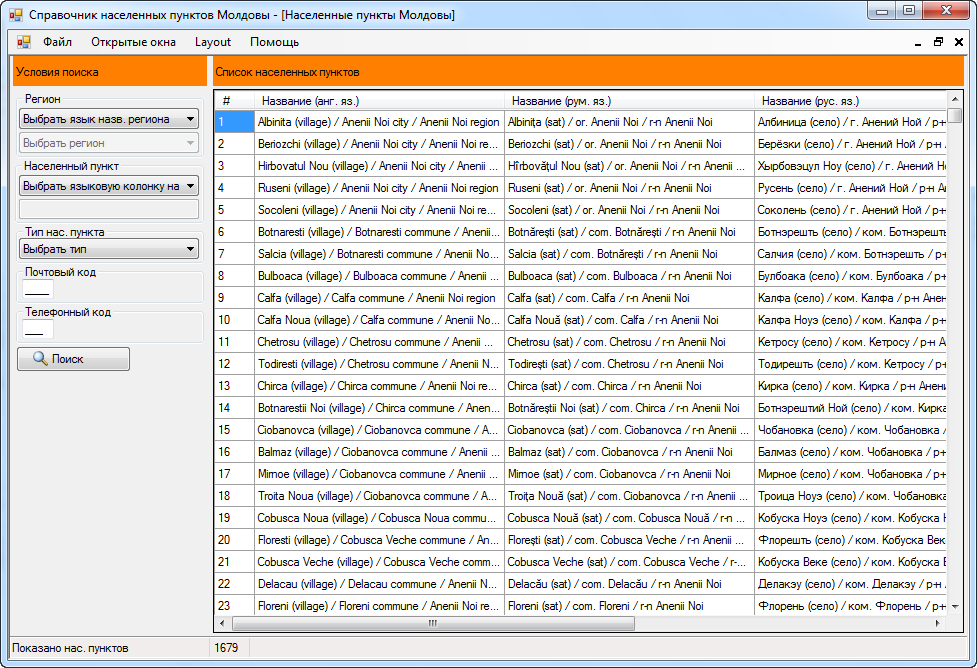 Справочник населенных пунктов Молдовы - [Населенные пункты Молдовы]
Файл Открытые окна Layout Помощь
Условия поиска
Регион
Выбрать язык назв. региона
Выбрать регион
Населенный пункт
Выбрать языковую колонку на
Тип нас. пункта
Выбрать тип
Почтовый код
Телефонный код
Поиск
Список населенных пунктов
# Название (анг. яз.) Название (рум. яз.) Название (рус. яз.)
1 Albinita (village) / Anenii Noi city / Anenii Noi region Albiniţa (sat) / or. Anenii Noi / r-n Anenii Noi Албиница (село) / г. Анений Ной / р-н
2 Beriozchi (village) / Anenii Noi city / Anenii Noi re... Beriozchi (sat) / or. Anenii Noi / r-n Anenii Noi Берёзки (село) / г. Анений Ной / р-н
3 Hirbovatul Nou (village) / Anenii Noi city / Anenii ... Hîrbovăţul Nou (sat) / or. Anenii Noi / r-n Anenii ... Хырбовэцул Ноу (село) / г. Анений Но
4 Ruseni (village) / Anenii Noi city / Anenii Noi region Ruseni (sat) / or. Anenii Noi / r-n Anenii Noi Русень (село) / г. Анений Ной / р-н А
5 Socoleni (village) / Anenii Noi city / Anenii Noi re... Socoleni (sat) / or. Anenii Noi / r-n Anenii Noi Соколень (село) / г. Анений Ной / р-н
6 Botnaresti (village) / Botnaresti commune / Anenii... Botnăreşti (sat) / com. Botnăreşti / r-n Anenii Noi Ботнэрешть (село) / ком. Ботнэрешть
7 Salcia (village) / Botnaresti commune / Anenii No... Salcia (sat) / com. Botnăreşti / r-n Anenii Noi Салчия (село) / ком. Ботнэрешть / р-
8 Bulboaca (village) / Bulboaca commune / Anenii ... Bulboaca (sat) / com. Bulboaca / r-n Anenii Noi Булбоака (село) / ком. Булбоака / р-н
9 Calfa (village) / Calfa commune / Anenii Noi region Calfa (sat) / com. Calfa / r-n Anenii Noi Калфа (село) / ком. Калфа / р-н Анен
10 Calfa Noua (village) / Calfa commune / Anenii No... Calfa Nouă (sat) / com. Calfa / r-n Anenii Noi Калфа Ноуэ (село) / ком. Калфа / р-н
11 Chetrosu (village) / Chetrosu commune / Anenii ... Chetrosu (sat) / com. Chetrosu / r-n Anenii Noi Кетросу (село) / ком. Кетросу / р-н А
12 Todiresti (village) / Chetrosu commune / Anenii N... Todireşti (sat) / com. Chetrosu / r-n Anenii Noi Тодирешть (село) / ком. Кетросу / р-н
13 Chirca (village) / Chirca commune / Anenii Noi re... Chirca (sat) / com. Chirca / r-n Anenii Noi Кирка (село) / ком. Кирка / р-н Анени
14 Botnarestii Noi (village) / Chirca commune / Anen... Botnăreştii Noi (sat) / com. Chirca / r-n Anenii Noi Ботнэрештий Ной (село) / ком. Кирка
15 Ciobanovca (village) / Ciobanovca commune / A... Ciobanovca (sat) / com. Ciobanovca / r-n Anenii ... Чобановка (село) / ком. Чобановка /
16 Balmaz (village) / Ciobanovca commune / Anenii ... Balmaz (sat) / com. Ciobanovca / r-n Anenii Noi Балмаз (село) / ком. Чобановка / р-н
17 Mirnoe (village) / Ciobanovca commune / Anenii ... Mirnoe (sat) / com. Ciobanovca / r-n Anenii Noi Мирное (село) / ком. Чобановка / р-н
18 Troita Noua (village) / Ciobanovca commune / A... Troiţa Nouă (sat) / com. Ciobanovca / r-n Anenii ... Троица Ноуэ (село) / ком. Чобановка
19 Cobusca Noua (village) / Cobusca Noua commu... Cobusca Nouă (sat) / com. Cobusca Nouă / r-n ... Кобуска Ноуэ (село) / ком. Кобуска Н
20 Floresti (village) / Cobusca Veche commune / An... Floreşti (sat) / com. Cobusca Veche / r-n Anenii ... Флорешть (село) / ком. Кобуска Век
21 Cobusca Veche (village) / Cobusca Veche comm... Cobusca Veche (sat) / com. Cobusca Veche / r-... Кобуска Веке (село) / ком. Кобуска В
22 Delacau (village) / Delacau commune / Anenii N... Delacău (sat) / com. Delacău / r-n Anenii Noi Делакэу (село) / ком. Делакэу / р-н
23 Floreni (village) / Floreni commune / Anenii Noi re... Floreni (sat) / com. Floreni / r-n Anenii Noi Флорень (село) / ком. Флорень / р-н
Показано нас. пунктов 1679